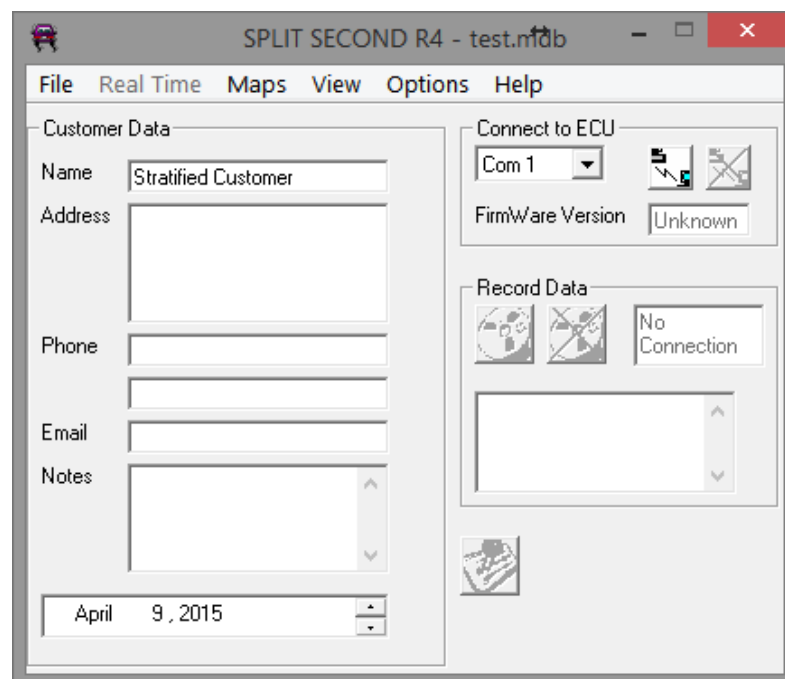 SPLIT SECOND R4 - test.mdb
File Real Time Maps View Options Help
Customer Data
Name Stratified Customer
Address
Phone
Email
Notes
April 9 , 2015
Connect to ECU
Com 1
FirmWare Version Unknown
Record Data
No
Connection